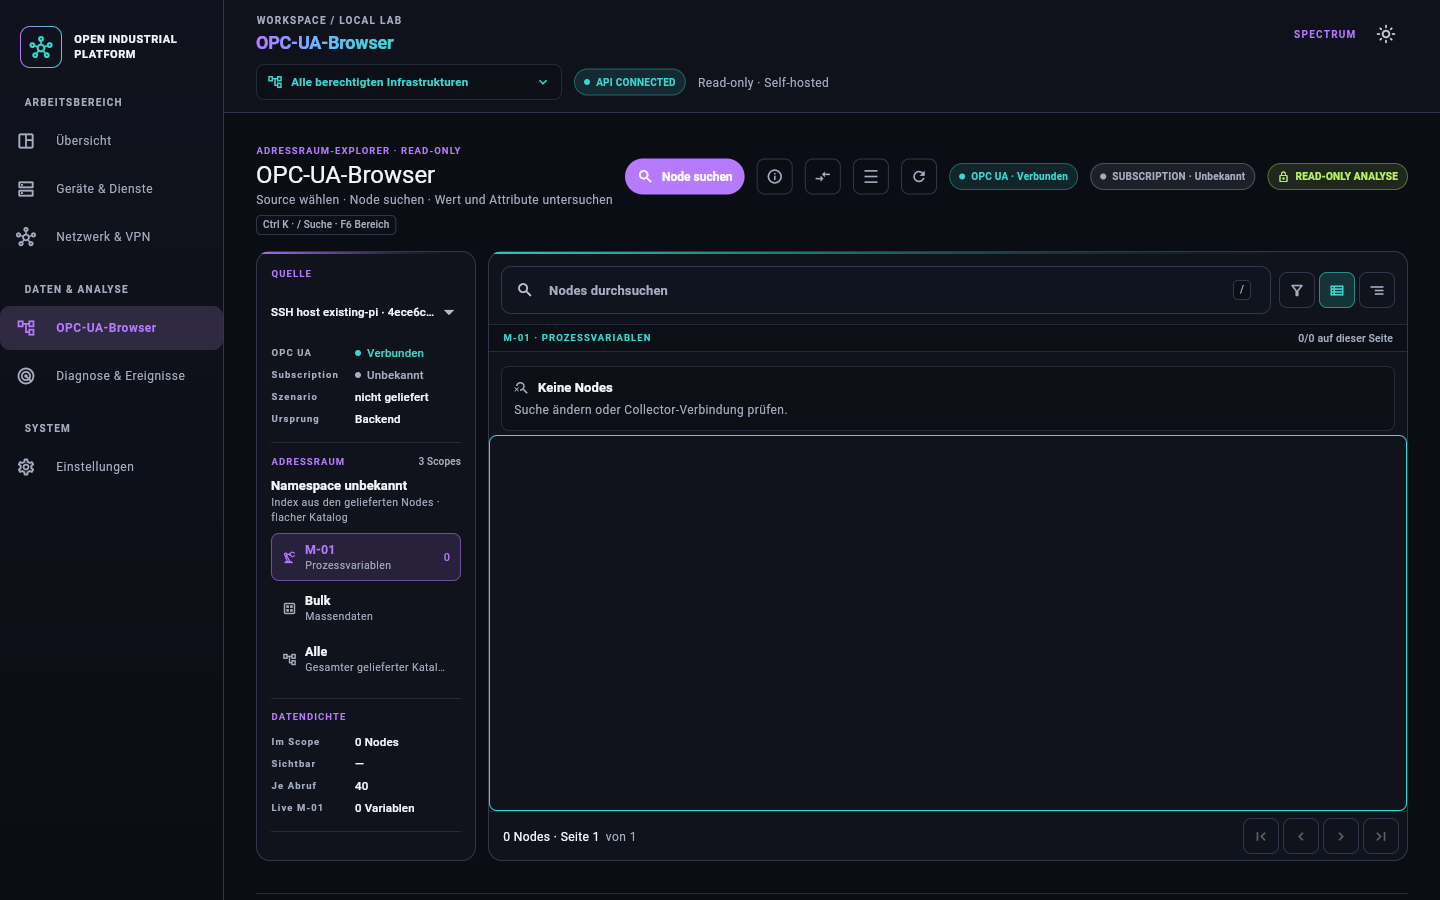 OPEN INDUSTRIAL
PLATFORM
ARBEITSBEREICH
Übersicht
Geräte & Dienste
Netzwerk & VPN
DATEN & ANALYSE
OPC-UA-Browser
Diagnose & Ereignisse
SYSTEM
Einstellungen
WORKSPACE / LOCAL LAB
OPC-UA-Browser
SPECTRUM
Alle berechtigten Infrastrukturen
API CONNECTED
Read-only · Self-hosted
ADRESSRAUM-EXPLORER · READ-ONLY
OPC-UA-Browser
Source wählen · Node suchen · Wert und Attribute untersuchen
Ctrl K · / Suche · F6 Bereich
Node suchen
OPC UA · Verbunden
SUBSCRIPTION · Unbekannt
READ-ONLY ANALYSE
QUELLE
SSH host existing-pi · 4ece6c...
OPC UA Verbunden
Subscription Unbekannt
Szenario nicht geliefert
Ursprung Backend
ADRESSRAUM 3 Scopes
Namespace unbekannt
Index aus den gelieferten Nodes ·
flacher Katalog
M-01 0
Prozessvariablen
Bulk
Massendaten
Alle
Gesamter gelieferter Katal...
DATENDICHTE
Im Scope 0 Nodes
Sichtbar —
Je Abruf 40
Live M-01 0 Variablen
Nodes durchsuchen /
M-01 · PROZESSVARIABLEN 0/0 auf dieser Seite
Keine Nodes
Suche ändern oder Collector-Verbindung prüfen.
0 Nodes · Seite 1 von 1